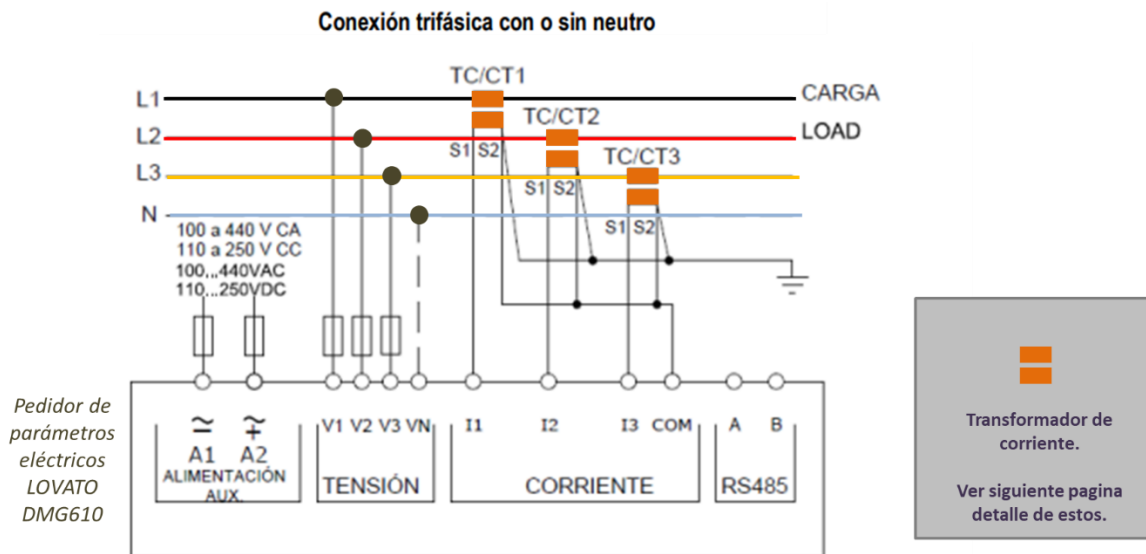 Conexión trifásica con o sin neutro
TC/CT1
L1
CARGA
TC/CT2
L2
LOAD
S1 S2
TC/CT3
L3
S1 S2
N
S1 S2
100 a 440 V CA
110 a 250 V CC
100...440VAC
110...250VDC
Pedidor de
parámetros
eléctricos
LOVATO
DMG610
A1
A2
ALIMENTACIÓN
AUX.
V1 V2 V3 VN
TENSIÓN
I1 I2 I3 COM
CORRIENTE
A B
RS485
Transformador de
corriente.
Ver siguiente pagina
detalle de estos.